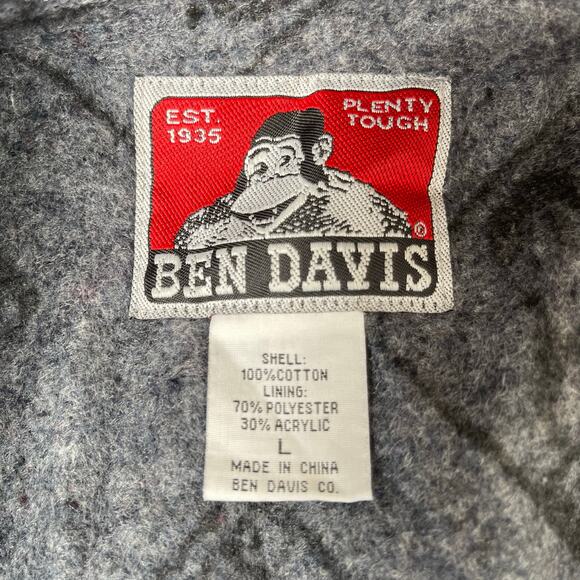 EST.
1935
PLENTY
TOUGH
®
BEN DAVIS
SHELL:
100%COTTON
LINING:
70%POLYESTER
30%ACRYLIC
L
MADE IN CHINA
BEN DAVIS CO.